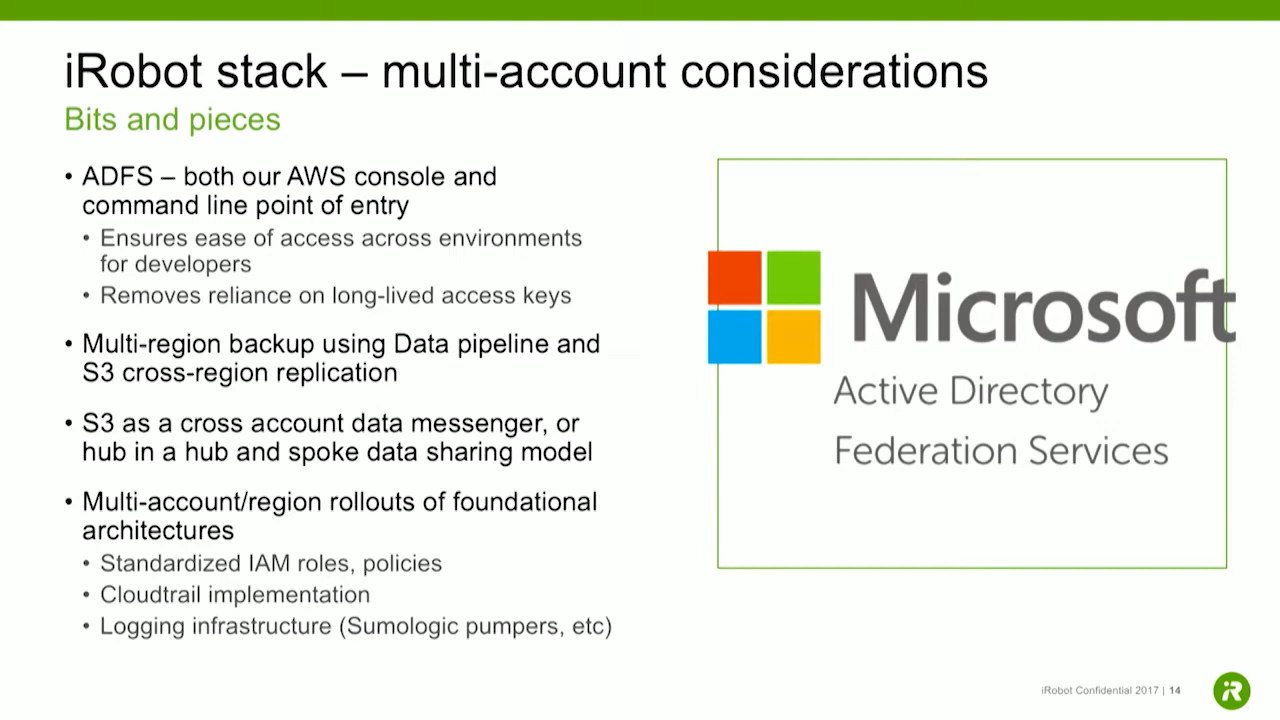 iRobot stack – multi-account considerations
Bits and pieces
• ADFS – both our AWS console and
command line point of entry
• Ensures ease of access across environments
for developers
• Removes reliance on long-lived access keys
• Multi-region backup using Data pipeline and
S3 cross-region replication
• S3 as a cross account data messenger, or
hub in a hub and spoke data sharing model
• Multi-account/region rollouts of foundational
architectures
• Standardized IAM roles, policies
• Cloudtrail implementation
• Logging infrastructure (Sumologic pumpers, etc)
Microsoft
Active Directory
Federation Services
iRobot Confidential 2017 | 14
iR